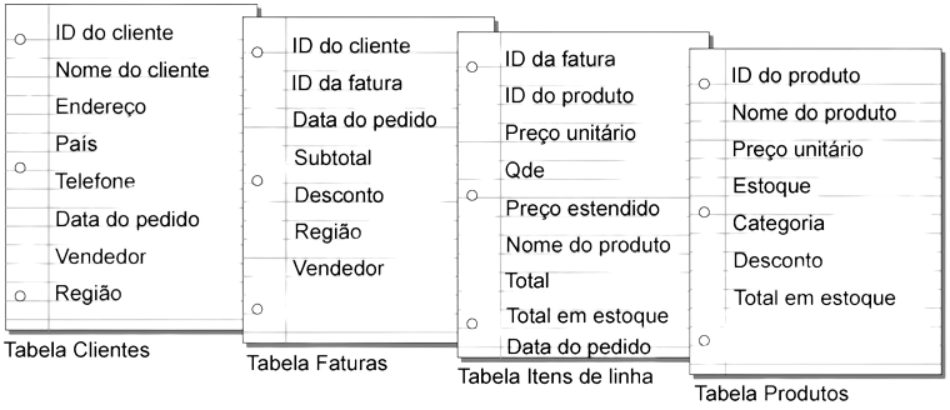 ID do cliente
Nome do cliente
Endereço
País
Telefone
Data do pedido
Vendedor
Região
Tabela Clientes
ID do cliente
ID da fatura
Data do pedido
Subtotal
Desconto
Região
Vendedor
Tabela Faturas
ID da fatura
ID do produto
Preço unitário
Qde
Preço estendido
Nome do produto
Total
Total em estoque
Data do pedido
Tabela Itens de linha
ID do produto
Nome do produto
Preço unitário
Estoque
Categoria
Desconto
Total em estoque
Tabela Produtos